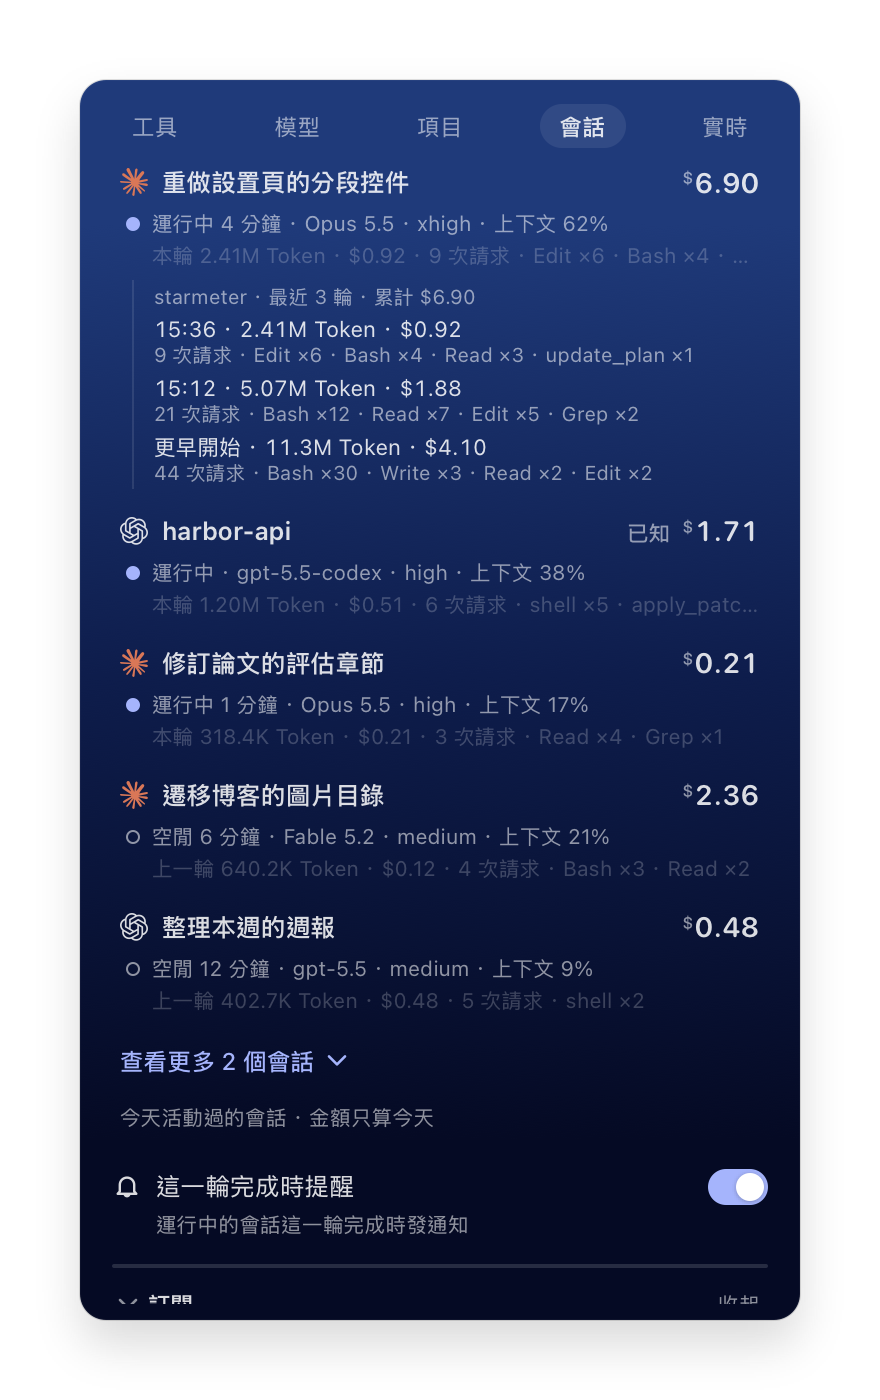 工具 模型 項目 會話 實時
重做設置頁的分段控件 $6.90
運行中 4 分鐘 · Opus 5.5 · xhigh · 上下文 62%
本輪 2.41M Token · $0.92 · 9 次請求 · Edit ×6 · Bash ×4 · ...
starmeter · 最近 3 輪 · 累計 $6.90
15:36 · 2.41M Token · $0.92
9 次請求 · Edit ×6 · Bash ×4 · Read ×3 · update_plan ×1
15:12 · 5.07M Token · $1.88
21 次請求 · Bash ×12 · Read ×7 · Edit ×5 · Grep ×2
更早開始 · 11.3M Token · $4.10
44 次請求 · Bash ×30 · Write ×3 · Read ×2 · Edit ×2
harbor-api 已知 $1.71
運行中 · gpt-5.5-codex · high · 上下文 38%
本輪 1.20M Token · $0.51 · 6 次請求 · shell ×5 · apply_patc...
修訂論文的評估章節 $0.21
運行中 1 分鐘 · Opus 5.5 · high · 上下文 17%
本輪 318.4K Token · $0.21 · 3 次請求 · Read ×4 · Grep ×1
遷移博客的圖片目錄 $2.36
空閒 6 分鐘 · Fable 5.2 · medium · 上下文 21%
上一輪 640.2K Token · $0.12 · 4 次請求 · Bash ×3 · Read ×2
整理本週的週報 $0.48
空閒 12 分鐘 · gpt-5.5 · medium · 上下文 9%
上一輪 402.7K Token · $0.48 · 5 次請求 · shell ×2
查看更多 2 個會話
今天活動過的會話 · 金額只算今天
這一輪完成時提醒
運行中的會話這一輪完成時發通知